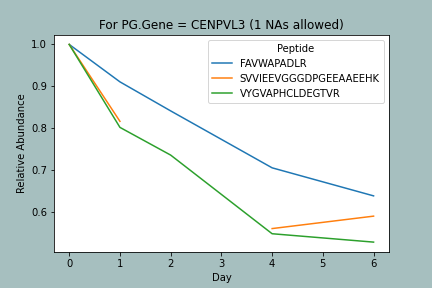 For PG.Gene = CENPVL3 (1 NAs allowed)
Peptide
FAVWAPADLR
SVVIEEVGGGDPGEEAAEEHK
VYGVAPHCLDEGTVR
Relative Abundance
1.0
0.9
0.8
0.7
0.6
0 1 2 3 4 5 6
Day